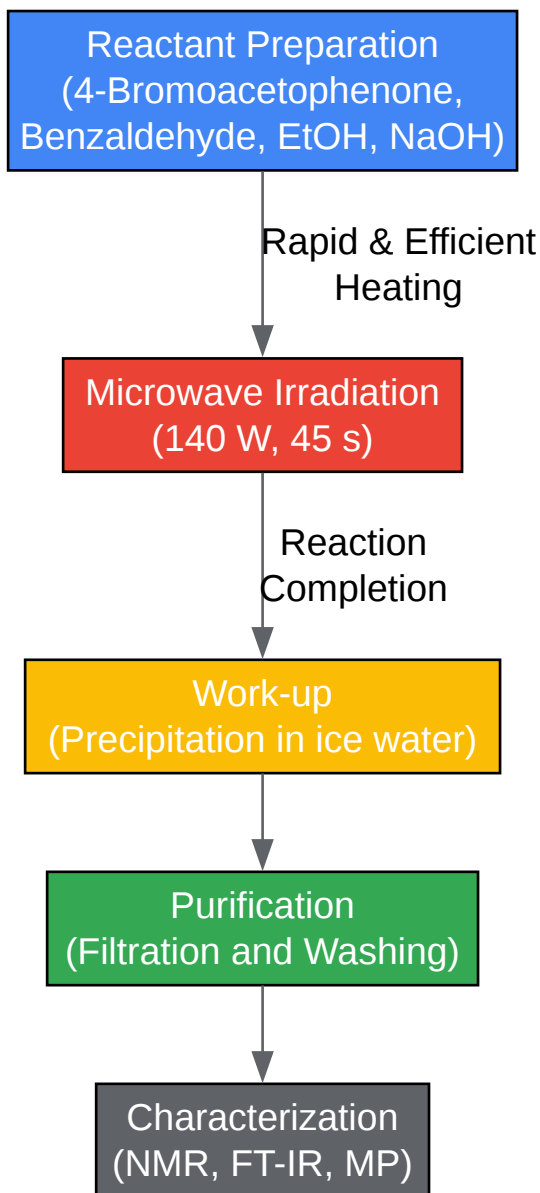 Reactant Preparation
(4-Bromoacetophenone,
Benzaldehyde, EtOH, NaOH)
Rapid & Efficient
Heating
Microwave Irradiation
(140 W, 45 s)
Reaction
Completion
Work-up
(Precipitation in ice water)
Purification
(Filtration and Washing)
Characterization
(NMR, FT-IR, MP)